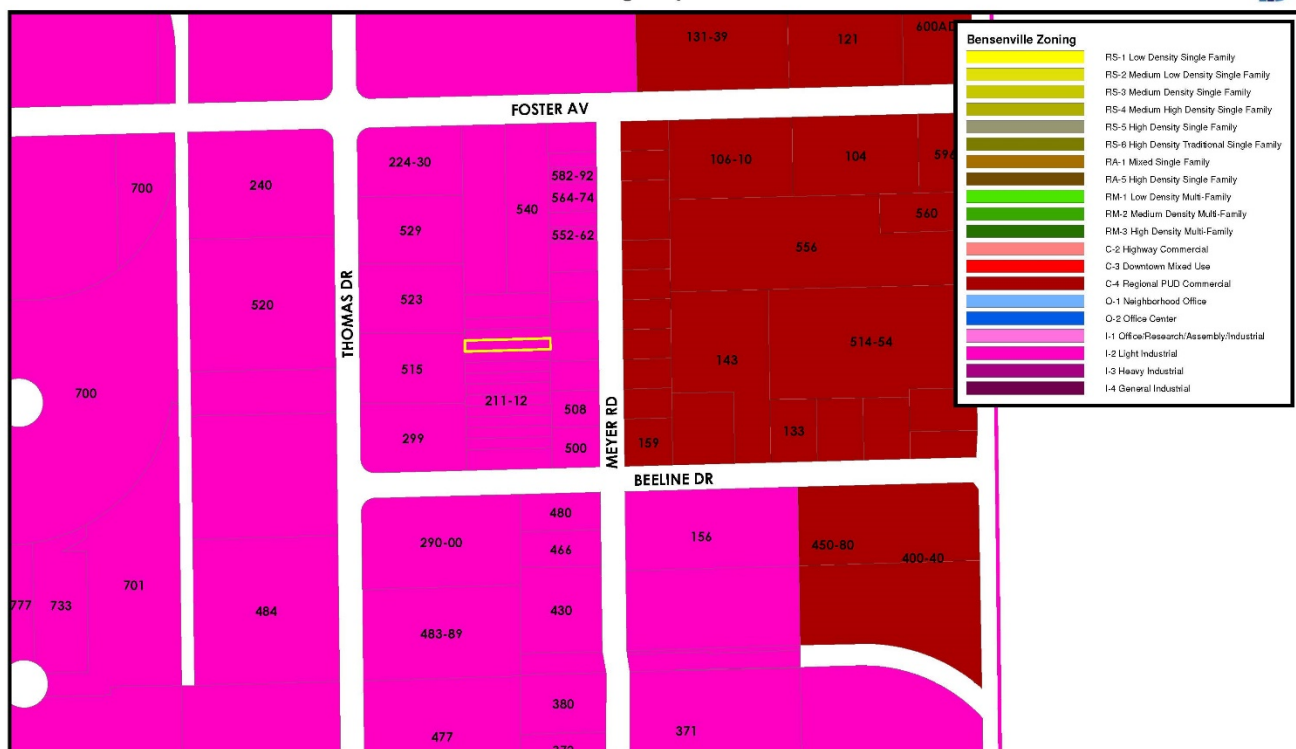 131-39
121
600AD
FOSTER AV
224-30
106-10
104
596
582-92
700
240
564-74
540
560
529
552-62
556
THOMAS DR
520
523
514-54
143
515
700
211-12
508
MEYER RD
133
299
500
159
BEELINE DR
480
290-00
156
466
450-80
400-40
701
777
733
484
430
483-89
380
371
477
Bensenville Zoning
RS-1 Low Density Single Family
RS-2 Medium Low Density Single Family
RS-3 Medium Density Single Family
RS-4 Medium High Density Single Family
RS-5 High Density Single Family
RS-6 High Density Traditional Single Family
RA-1 Mixed Single Family
RA-5 High Density Single Family
RM-1 Low Density Multi-Family
RM-2 Medium Density Multi-Family
RM-3 High Density Multi-Family
C-2 Highway Commercial
C-3 Downtown Mixed Use
C-4 Regional PUD Commercial
O-1 Neighborhood Office
O-2 Office Center
I-1 Office/Research/Assembly/Industrial
I-2 Light Industrial
I-3 Heavy Industrial
I-4 General Industrial